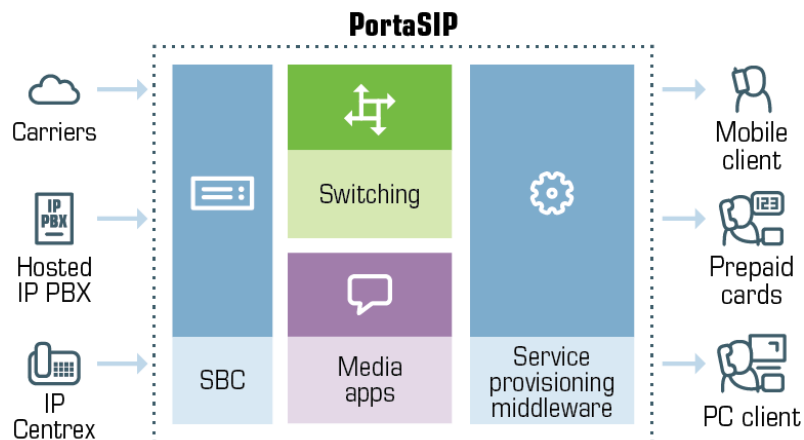 PortaSIP
Carriers
IP
PBX
Hosted
IP PBX
IP
Centrex
SBC
Switching
Media
apps
Service
provisioning
middleware
Mobile
client
123
Prepaid
cards
PC client